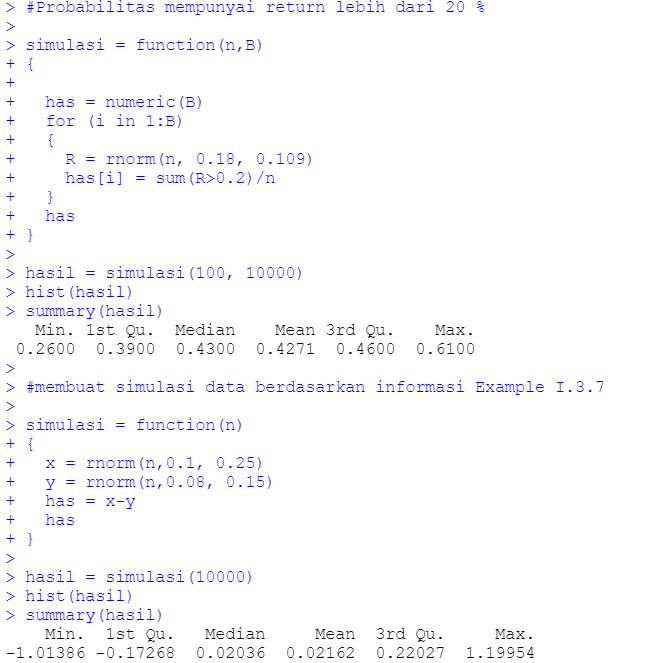 > #Probabilitas mempunyai return lebih dari 20 %
>
> simulasi = function(n,B)
+ {
+
+   has = numeric(B)
+   for (i in 1:B)
+   {
+     R = rnorm(n, 0.18, 0.109)
+     has[i] = sum(R>0.2)/n
+   }
+   has
+ }
>
> hasil = simulasi(100, 10000)
> hist(hasil)
> summary(hasil)
   Min. 1st Qu.  Median    Mean 3rd Qu.    Max.
 0.2600  0.3900  0.4300  0.4271  0.4600  0.6100
>
> #membuat simulasi data berdasarkan informasi Example I.3.7
>
> simulasi = function(n)
+ {
+   x = rnorm(n,0.1, 0.25)
+   y = rnorm(n,0.08, 0.15)
+   has = x-y
+   has
+ }
>
> hasil = simulasi(10000)
> hist(hasil)
> summary(hasil)
    Min.  1st Qu.   Median     Mean  3rd Qu.     Max.
-1.01386 -0.17268  0.02036  0.02162  0.22027  1.19954